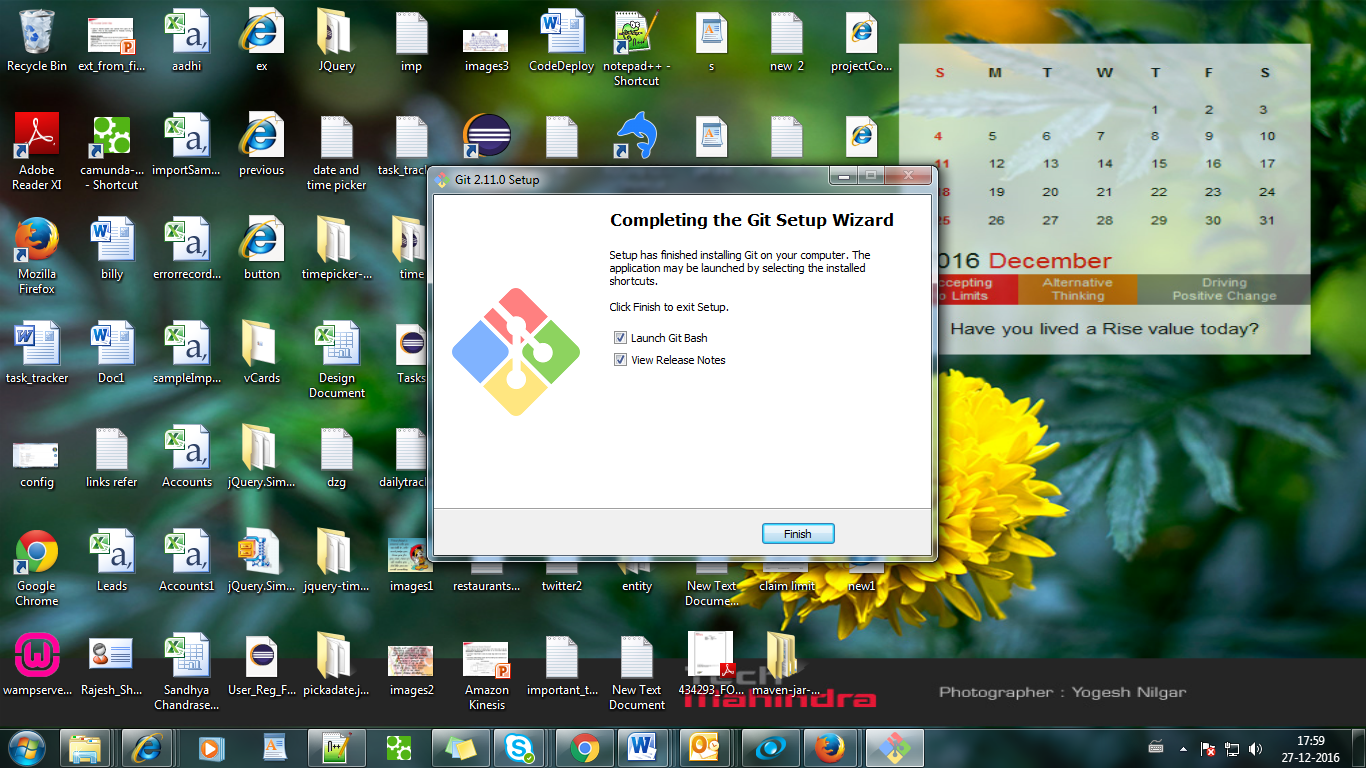 Recycle Bin
ext_from_fi...
aadhi
ex
JQuery
imp
images3
CodeDeploy
notepad++ -
Shortcut
s
new 2
projectCo...
Adobe
Reader XI
camunda-...
- Shortcut
importSam...
previous
date and
time picker
Mozilla
Firefox
billy
errorrecord...
button
timepicker-...
time
task_tracker
Doc1
sampleImp...
vCards
Design
Document
Tasks
config
links refer
Accounts
jQuery.Sim...
dzg
Google
Chrome
Leads
Accounts1
jQuery.Sim...
jquery-tim...
images1
restaurants...
twitter2
entity
New Text
Docume...
claim limit
new1
wampserve...
Rajesh_Sh...
Sandhya
Chandrase...
User_Reg_F...
pickadate.j...
images2
Amazon
Kinesis
important_t...
New Text
Document
434293_FO...
maven-jar-...
Git 2.11.0 Setup
Completing the Git Setup Wizard
Setup has finished installing Git on your computer. The
application may be launched by selecting the installed
shortcuts.
Click Finish to exit Setup.
Launch Git Bash
View Release Notes
Finish
S M T W T F S
1 2 3
4 5 6 7 8 9 10
11 12 13 14 15 16 17
18 19 20 21 22 23 24
25 26 27 28 29 30 31
December
Alternative
Thinking
Driving
Positive Change
Have you lived a Rise value today?
mahindra
Photographer : Yogesh Nilgar
17:59
27-12-2016